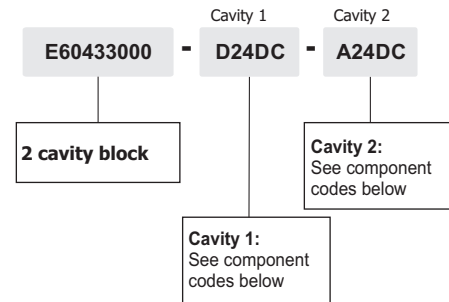 Cavity 1 Cavity 2
E60433000 - D24DC - A24DC
2 cavity block
Cavity 2:
See component
codes below
Cavity 1:
See component
codes below